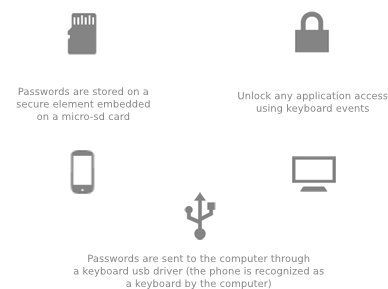 Passwords are stored on a
secure element embedded
on a micro-sd card
Unlock any application access
using keyboard events
Passwords are sent to the computer through
a keyboard usb driver (the phone is recognized as
a keyboard by the computer)